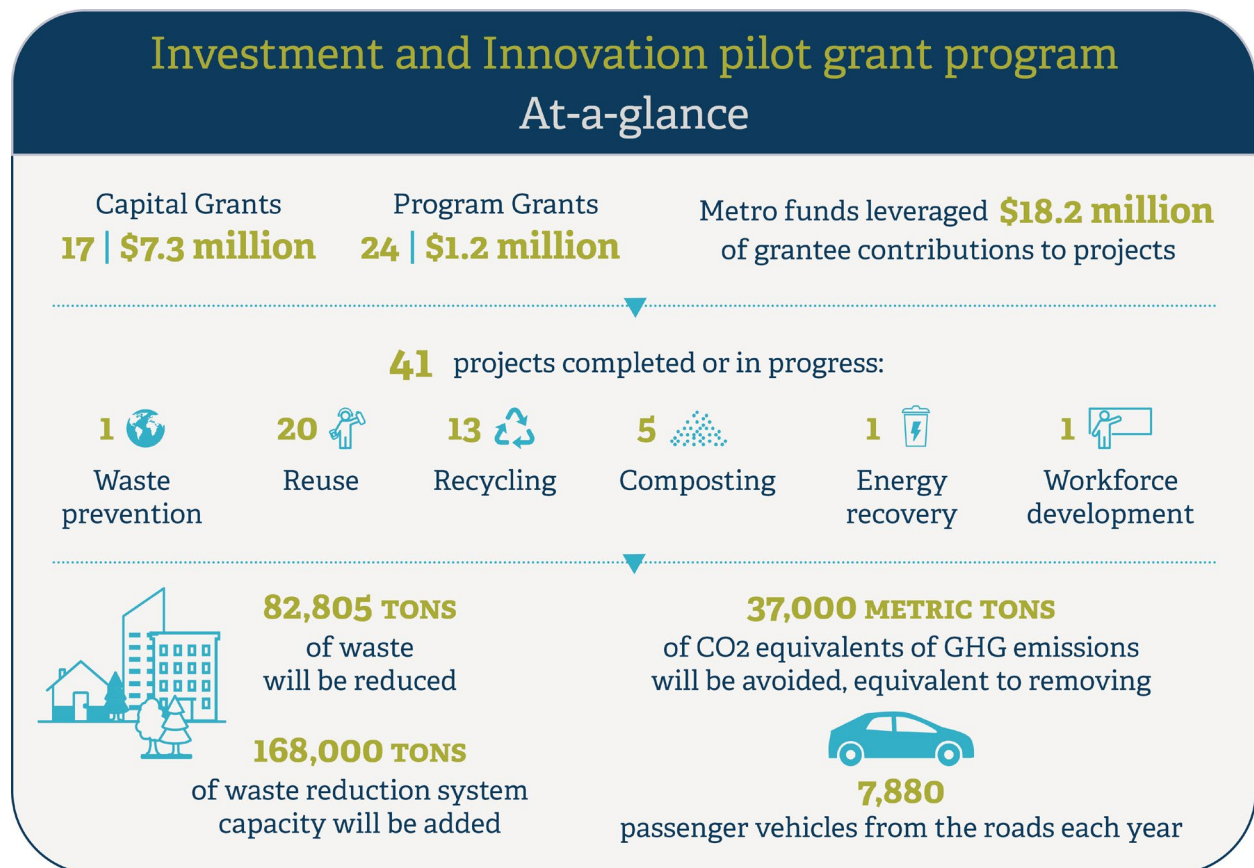 Investment and Innovation pilot grant program
At-a-glance
Capital Grants
17 | $7.3 million
Program Grants
24 | $1.2 million
Metro funds leveraged $18.2 million
of grantee contributions to projects
41 projects completed or in progress:
1
Waste
prevention
20
Reuse
13
Recycling
5
Composting
1
Energy
recovery
1
Workforce
development
82,805 TONS
of waste
will be reduced
168,000 TONS
of waste reduction system
capacity will be added
37,000 METRIC TONS
of CO2 equivalents of GHG emissions
will be avoided, equivalent to removing
7,880
passenger vehicles from the roads each year